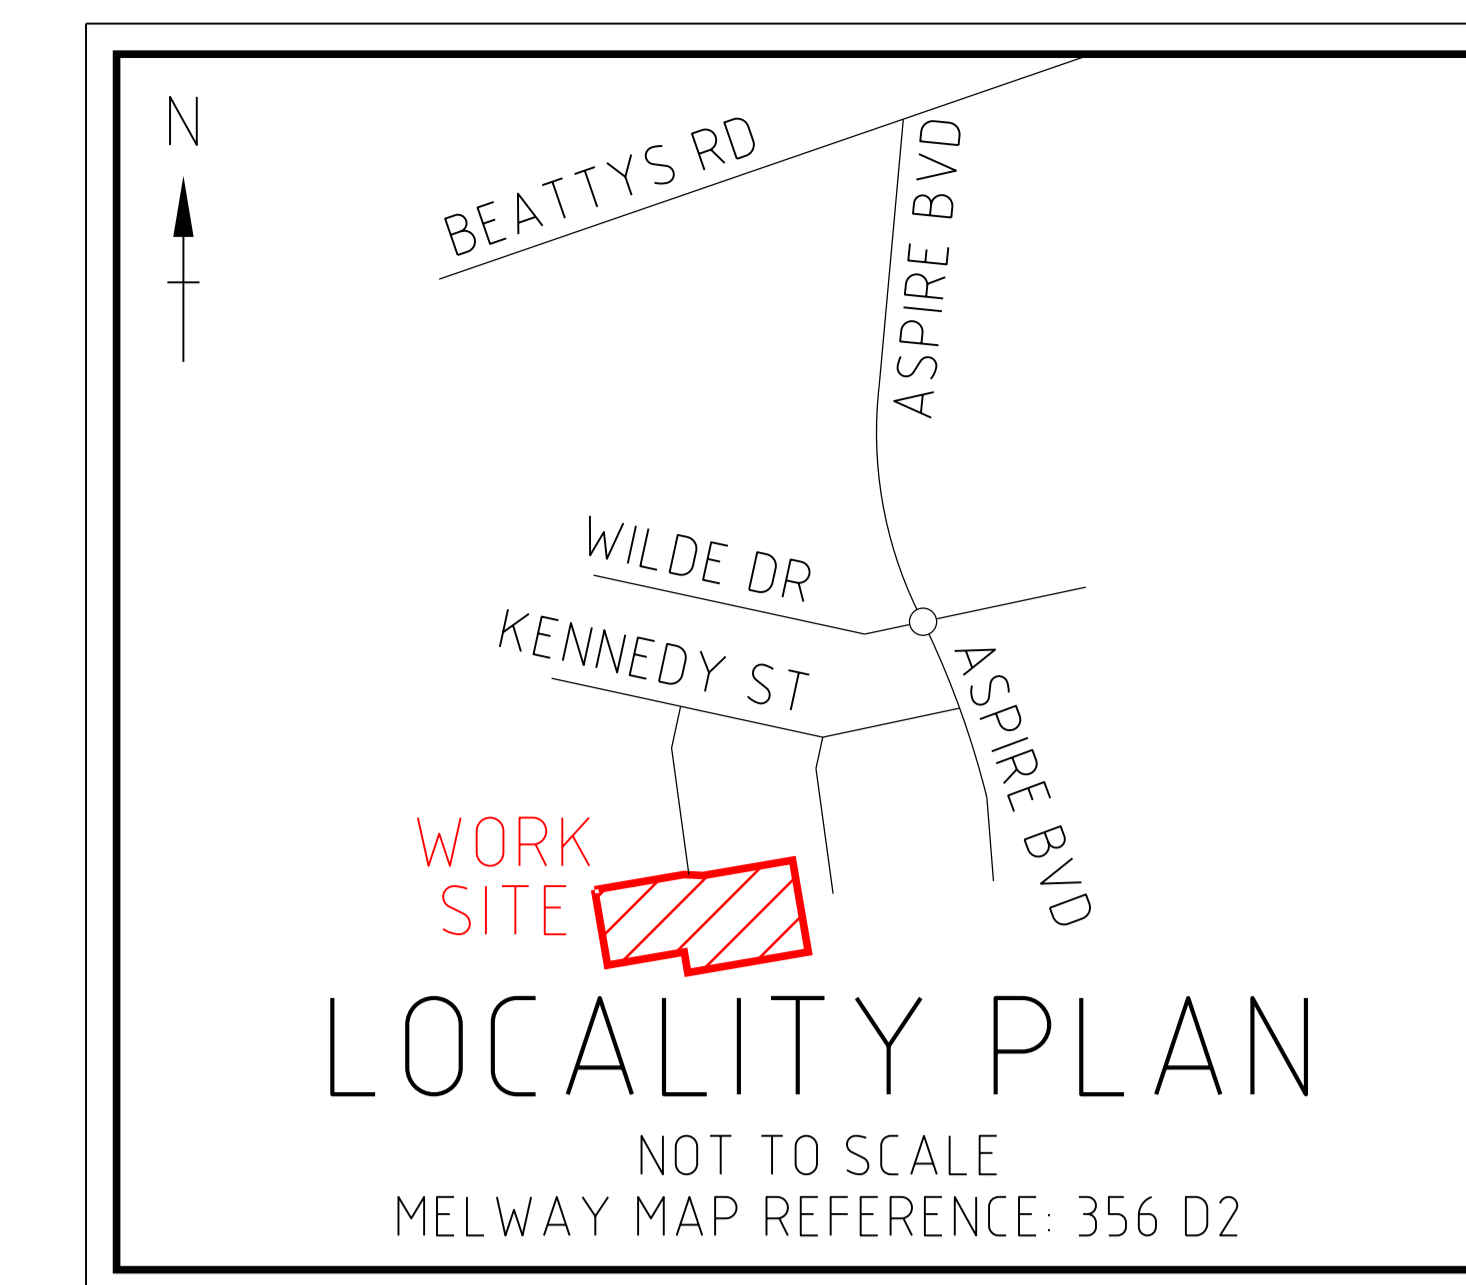 N
BEATTYS RD
ASPIRE BVD
WILDE DR
KENNEDY ST
ASPIRE BVD
WORK
SITE
LOCALITY PLAN
NOT TO SCALE
MELWAY MAP REFERENCE: 356 D2